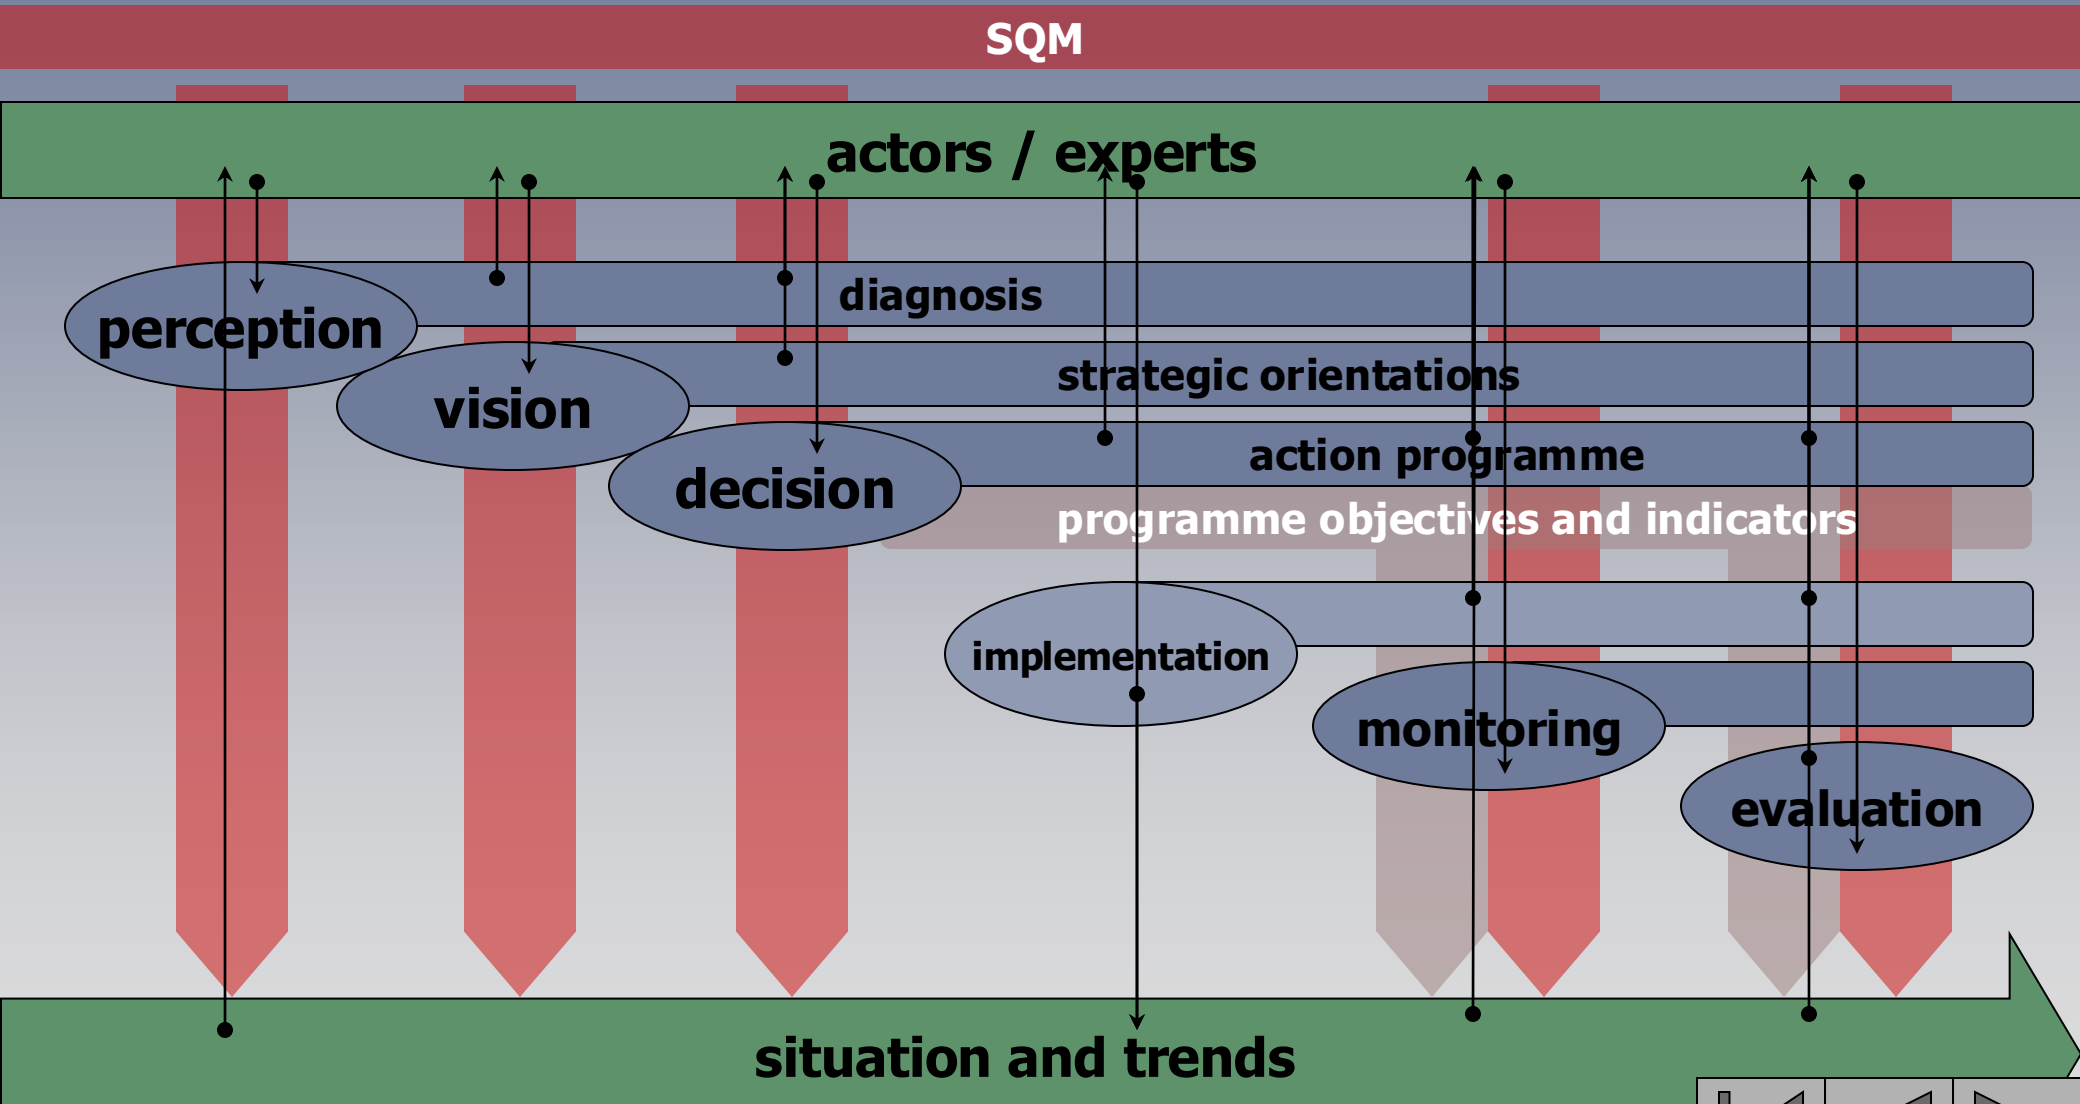 SQM
actors / experts
diagnosis
perception
strategic orientations
vision
action programme
decision
programme objectives and indicators
implementation
monitoring
evaluation
situation and trends